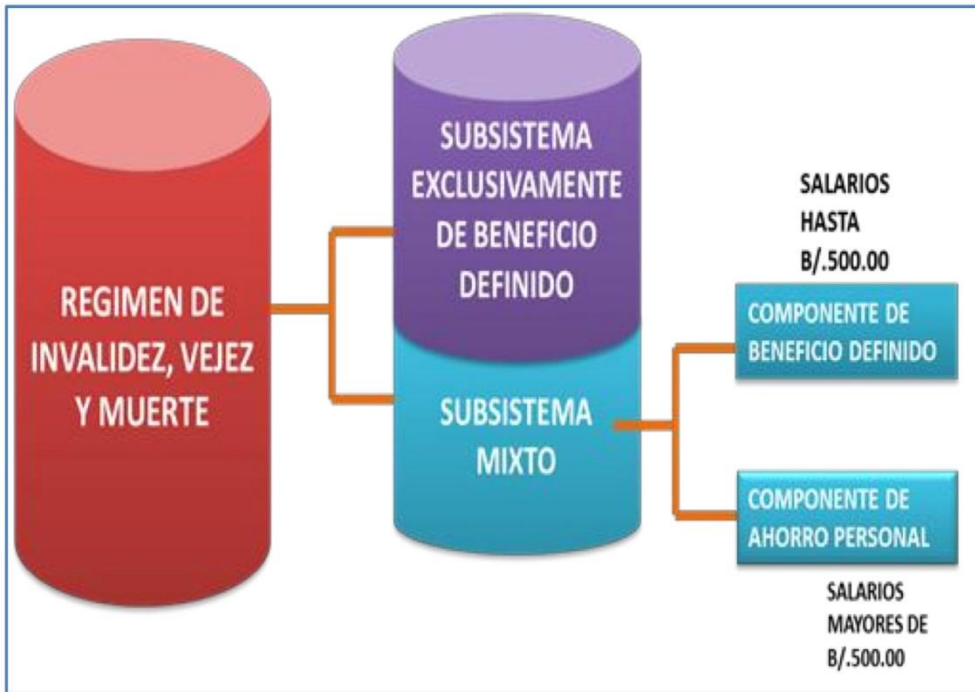 REGIMEN DE
INVALIDEZ, VEJEZ
Y MUERTE
SUBSISTEMA
EXCLUSIVAMENTE
DE BENEFICIO
DEFINIDO
SUBSISTEMA
MIXTO
SALARIOS
HASTA
B/.500.00
COMPONENTE DE
BENEFICIO DEFINIDO
COMPONENTE DE
AHORRO PERSONAL
SALARIOS
MAYORES DE
B/.500.00